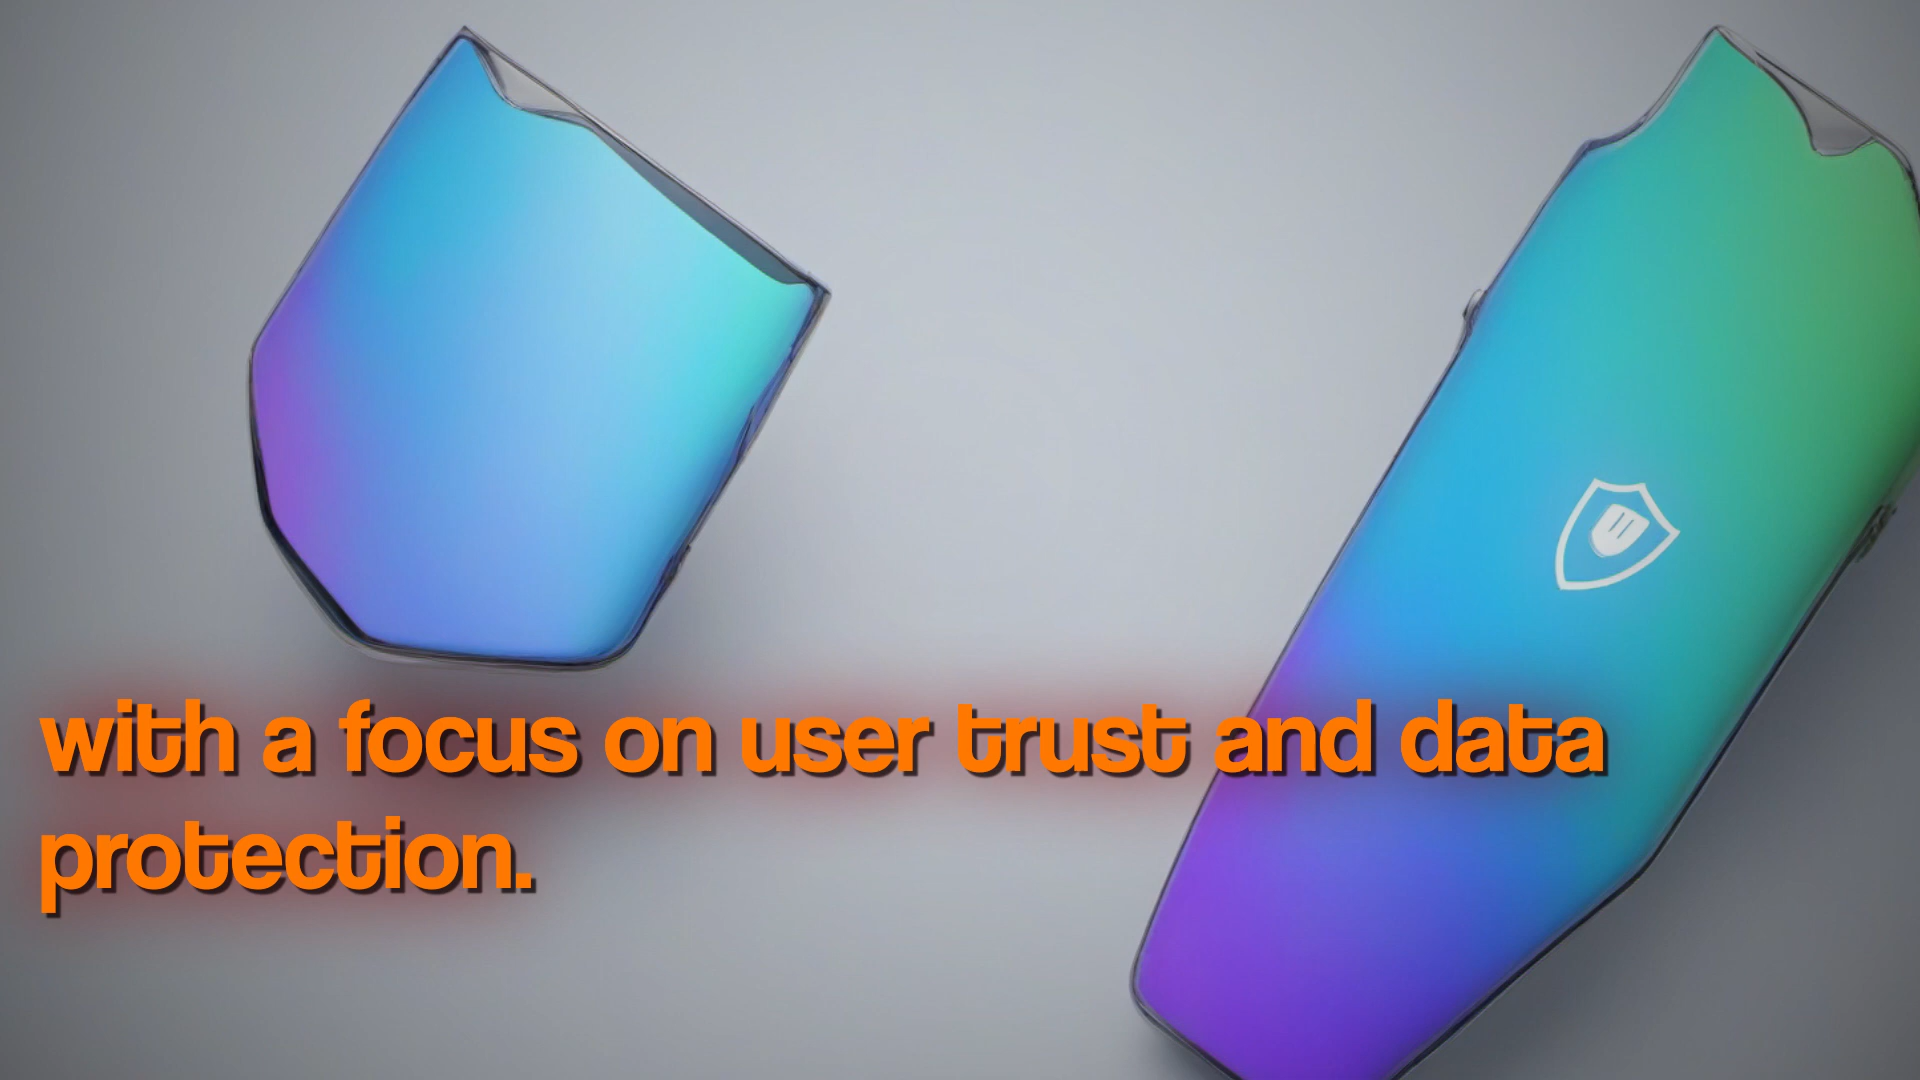 with a focus on user trust and data
protection.